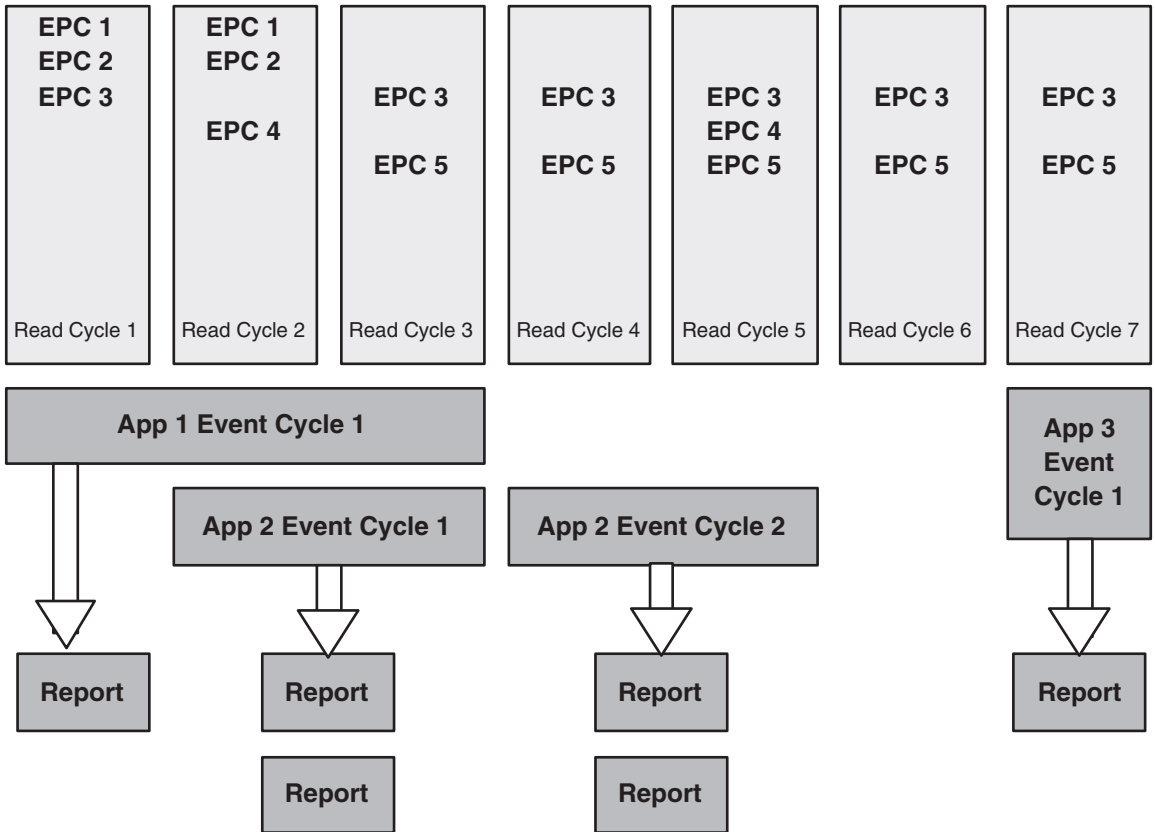 EPC 1
EPC 2
EPC 3
Read Cycle 1
EPC 1
EPC 2
EPC 4
Read Cycle 2
EPC 3
EPC 5
Read Cycle 3
EPC 3
EPC 5
Read Cycle 4
EPC 3
EPC 4
EPC 5
Read Cycle 5
EPC 3
EPC 5
Read Cycle 6
EPC 3
EPC 5
Read Cycle 7
App 1 Event Cycle 1
App 2 Event Cycle 1
App 2 Event Cycle 2
App 3
Event
Cycle 1
Report
Report
Report
Report
Report
Report